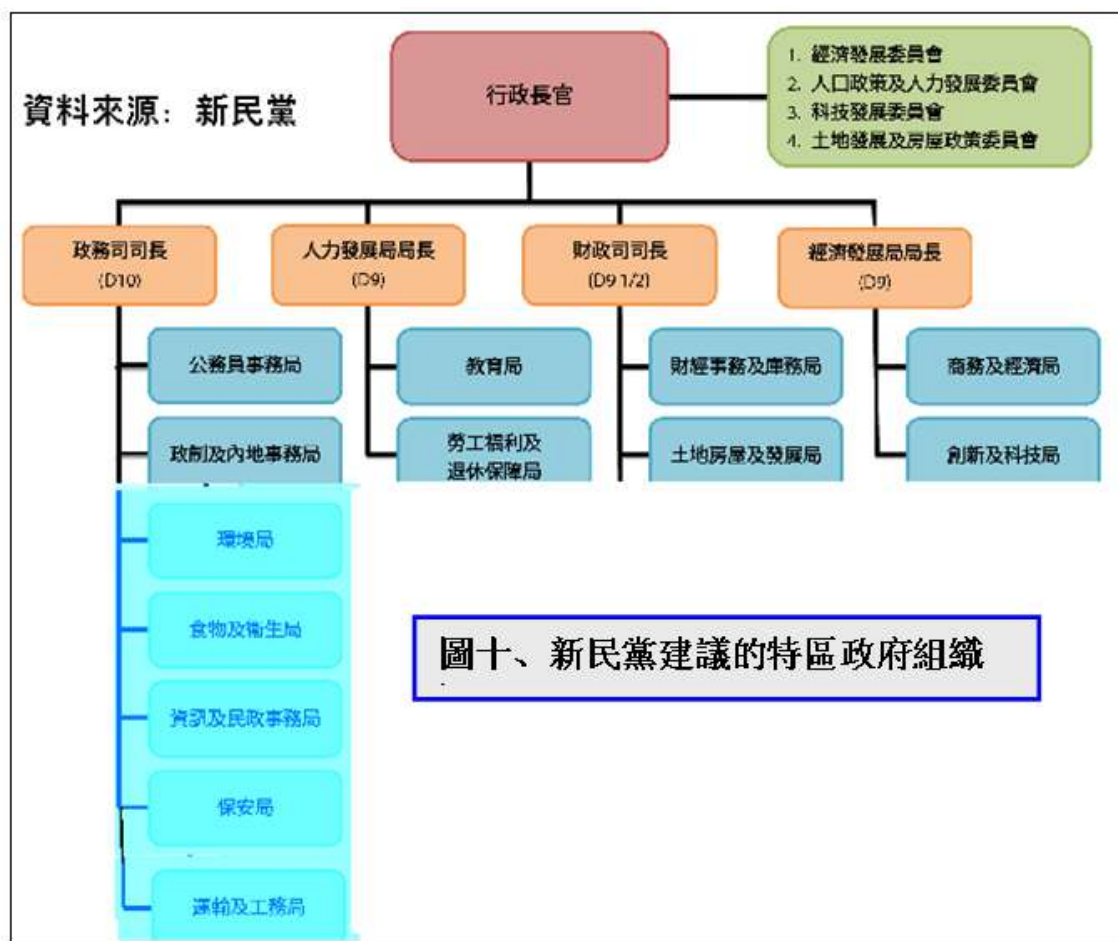 資料來源：新民黨
行政長官
1. 經濟發展委員會
2. 人口政策及人力發展委員會
3. 科技發展委員會
4. 土地發展及房屋政策委員會
政務司司長
(D10)
人力發展局局長
(D9)
財政司司長
(D9 1/2)
經濟發展局局長
(D9)
公務員事務局
教育局
財經事務及庫務局
商務及經濟局
政制及內地事務局
勞工福利及
退休保障局
土地房屋及發展局
創新及科技局
環境局
食物及衞生局
資訊及民政事務局
保安局
運輸及工務局
圖十、新民黨建議的特區政府組織